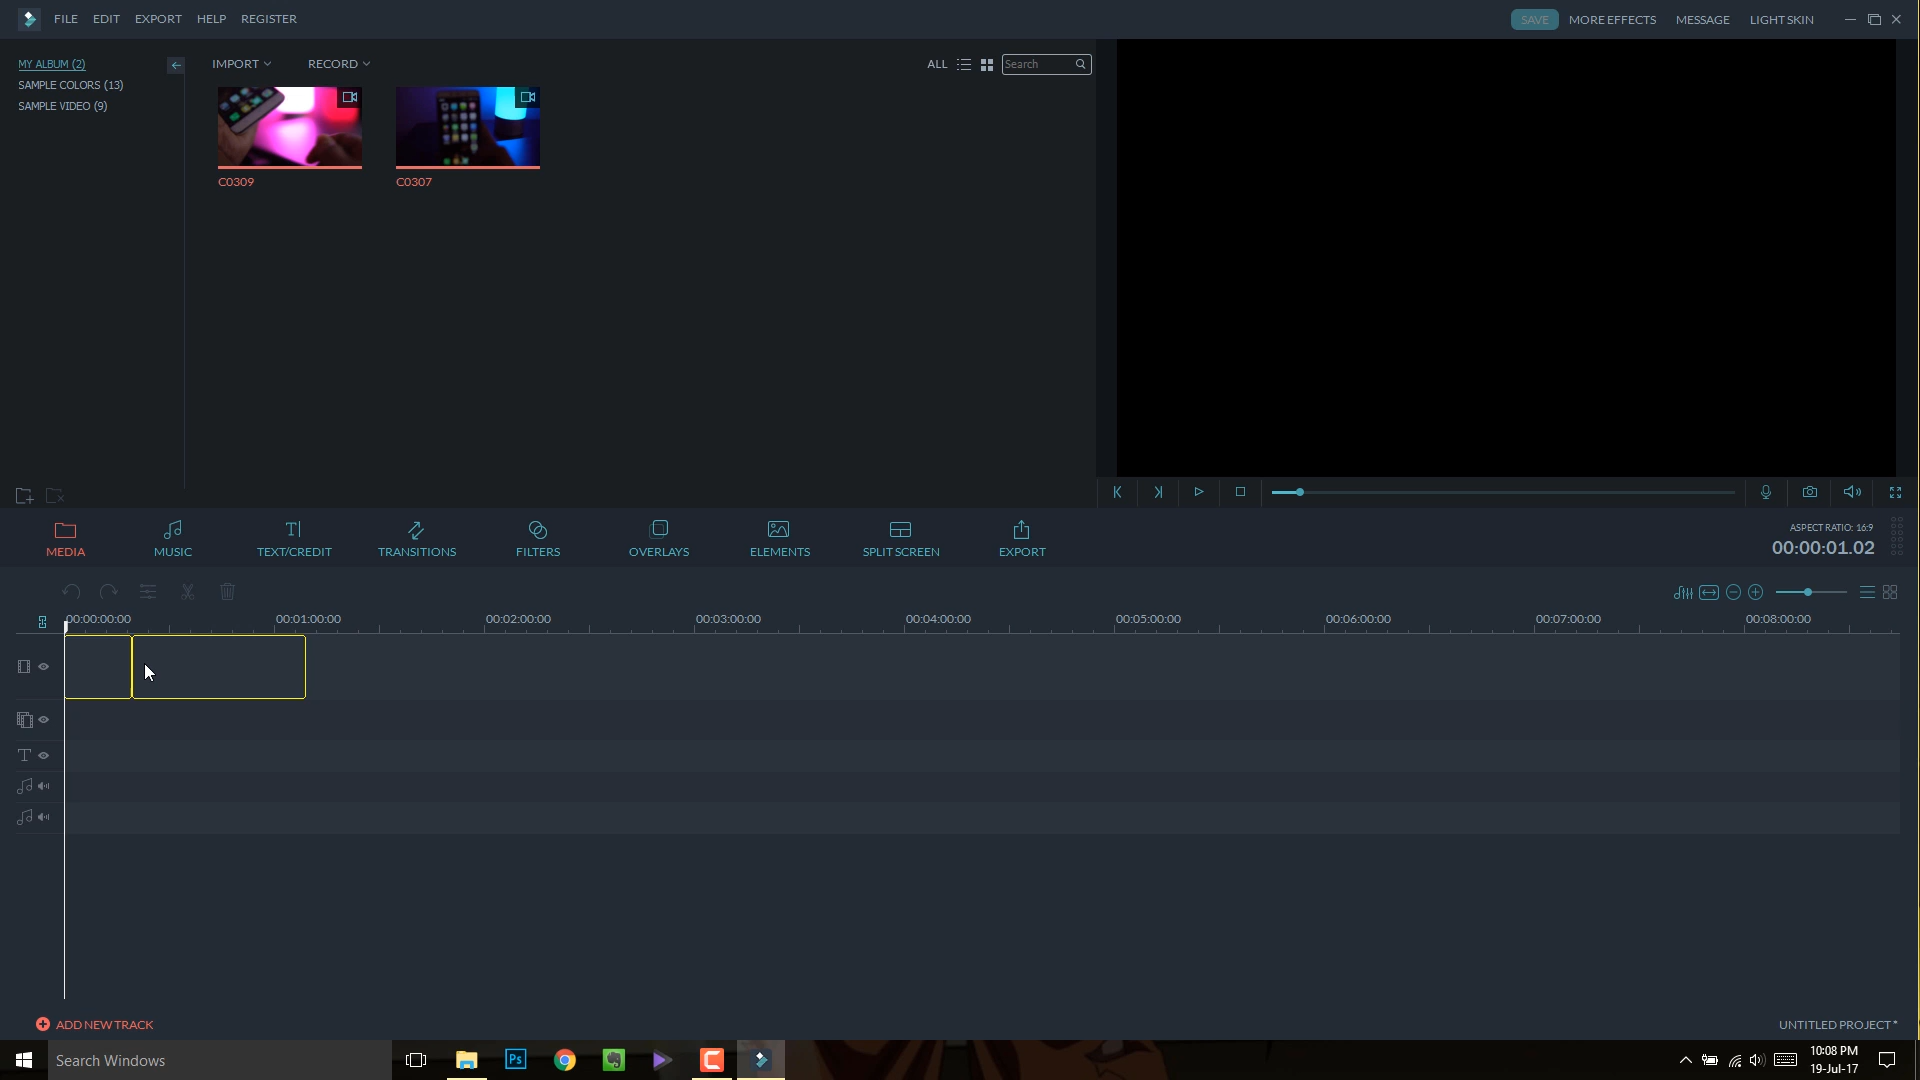 FILE EDIT EXPORT HELP REGISTER SAVE MORE EFFECTS MESSAGE LIGHT SKIN
MY ALBUM (2) IMPORT RECORD ALL Search
SAMPLE COLORS (13)
SAMPLE VIDEO (9)
C0309 C0307
MEDIA MUSIC TEXT/CREDIT TRANSITIONS FILTERS OVERLAYS ELEMENTS SPLIT SCREEN EXPORT
ASPECT RATIO: 16:9
00:00:01.02
00:00:00:00 00:01:00:00 00:02:00:00 00:03:00:00 00:04:00:00 00:05:00:00 00:06:00:00 00:07:00:00 00:08:00:00
ADD NEW TRACK UNTITLED PROJECT*
Search Windows Ps 10:08 PM
19-Jul-17